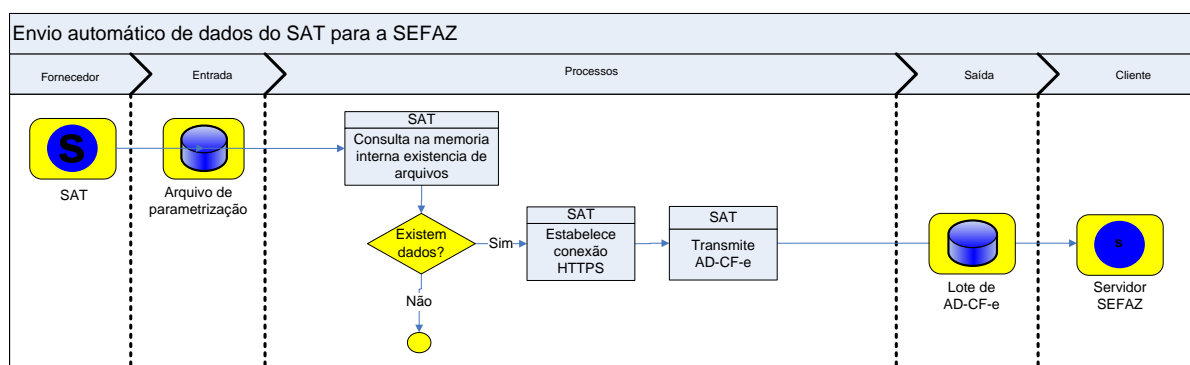 Envio automático de dados do SAT para a SEFAZ
Fornecedor
Entrada
Processos
Saída
Cliente
S
SAT
Arquivo de
parametrização
SAT
Consulta na memoria
interna existencia de
arquivos
Existem
dados?
Sim
Não
SAT
Estabelece
conexão
HTTPS
SAT
Transmite
AD-CF-e
Lote de
AD-CF-e
S
Servidor
SEFAZ